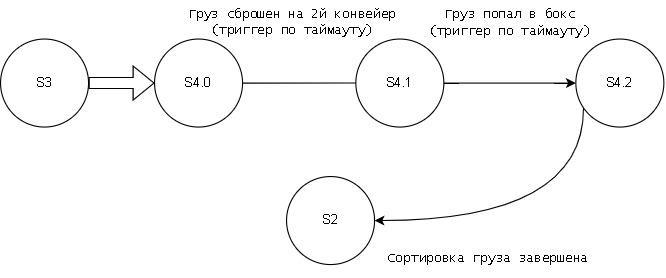 Груз сброшен на 2й конвейер
(триггер по таймауту)
Груз попал в бокс
(триггер по таймауту)
S3
S4.0
S4.1
S4.2
S2
Сортировка груза завершена